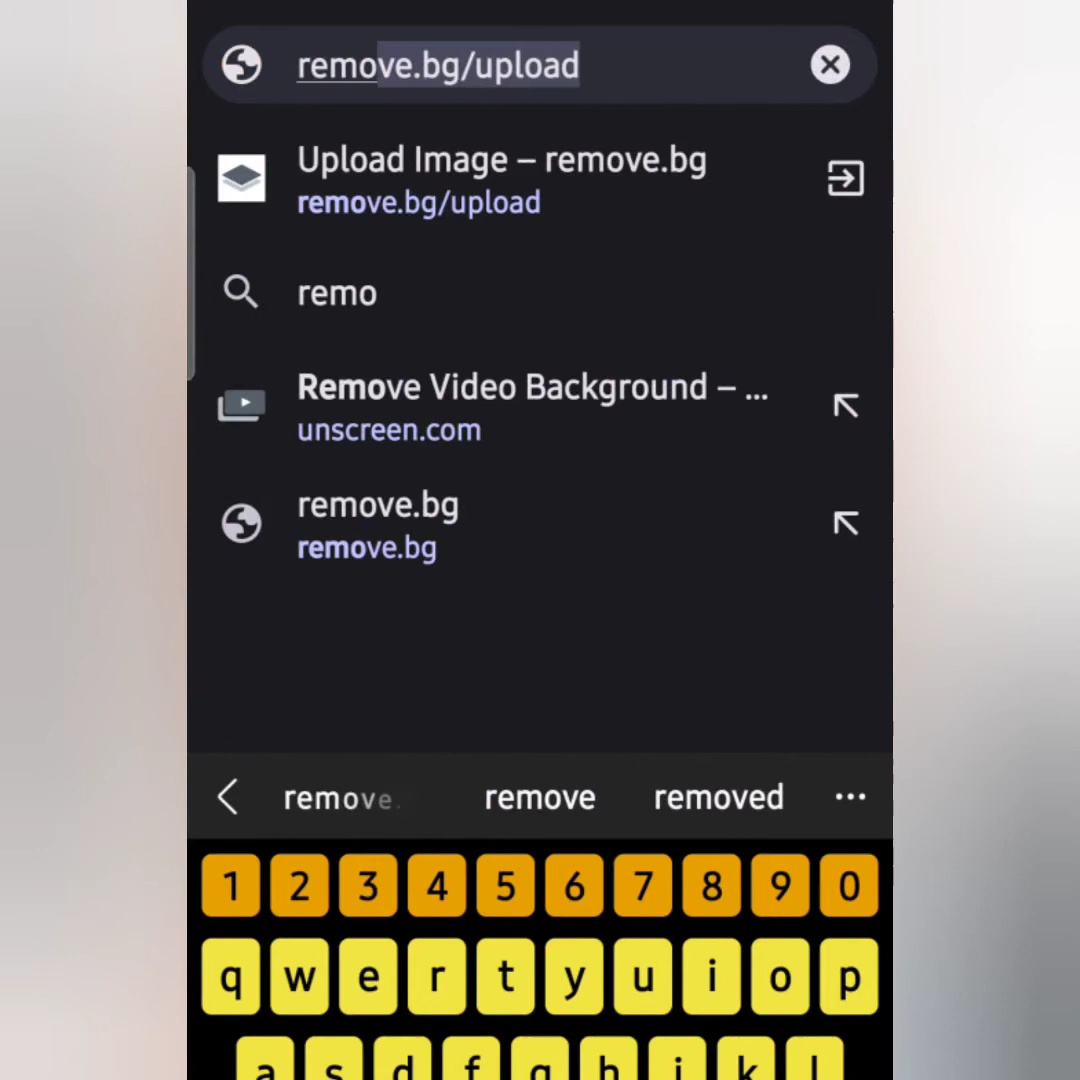 remove.bg/upload
Upload Image – remove.bg
remove.bg/upload
remo
Remove Video Background – ...
unscreen.com
remove.bg
remove.bg
remove. remove removed
1 2 3 4 5 6 7 8 9 0
q w e r t y u i o p
a s d f g h j k l